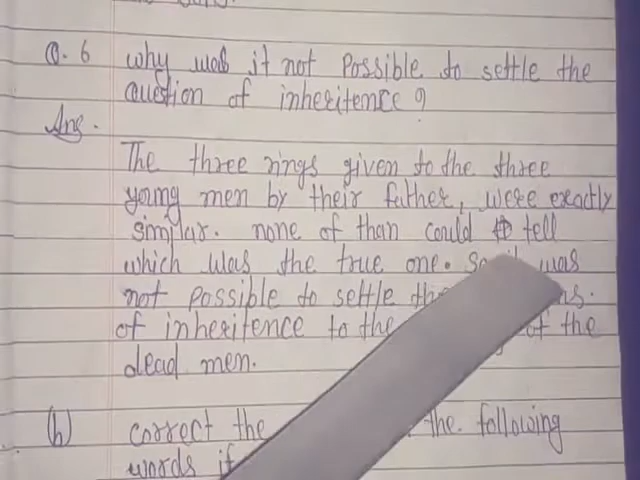 Q. 6 why was it not possible to settle the
question of inheritence?
Ans.
The three rings given to the three
young men by their father, were exactly
similar. none of than could tell
which was the true one. So it was
not possible to settle
of inheritence to the of the
dead men.
(h) correct the the following
words if